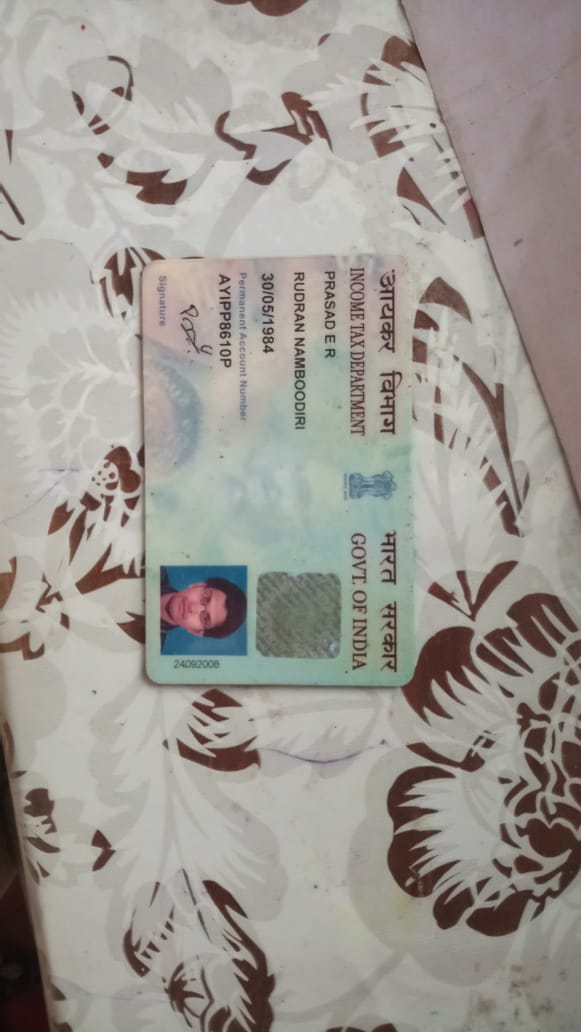 आयकर विभाग
INCOME TAX DEPARTMENT
भारत सरकार
GOVT. OF INDIA
PRASAD E R
RUDRAN NAMBOODIRI
30/05/1984
Permanent Account Number
AYIPP8610P
Signature
24092008